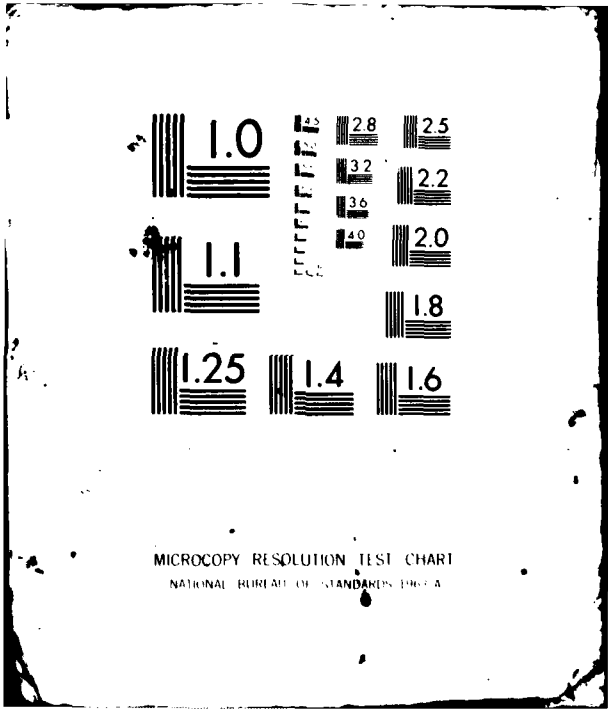 1.0
4.5 2.8 2.5
3.2 2.2
3.6
4.0 2.0
1.1
1.8
1.25 1.4 1.6
MICROCOPY RESOLUTION TEST CHART
NATIONAL BUREAU OF STANDARDS